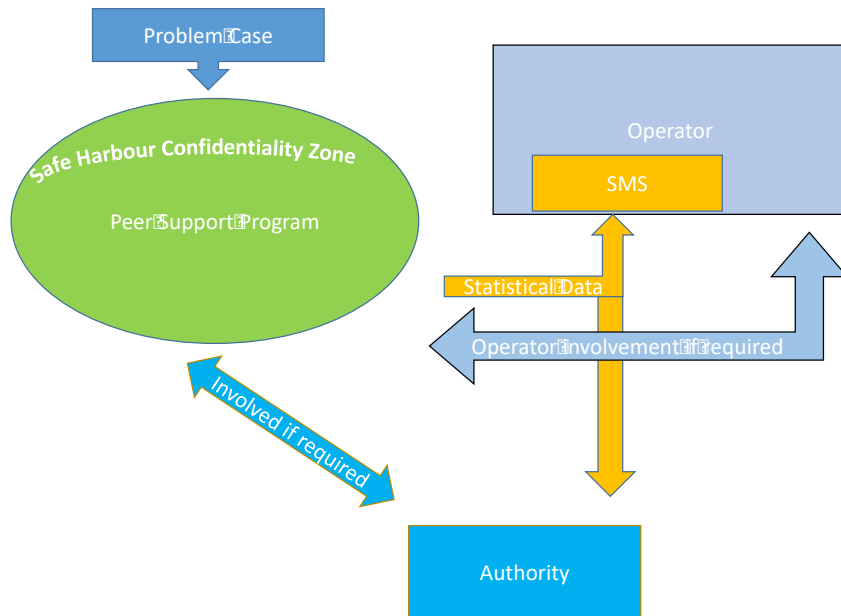 Problem Case
Safe Harbour Confidentiality Zone
Peer Support Program
Operator
SMS
Statistical Data
Operator Involvement if required
Involved if required
Authority